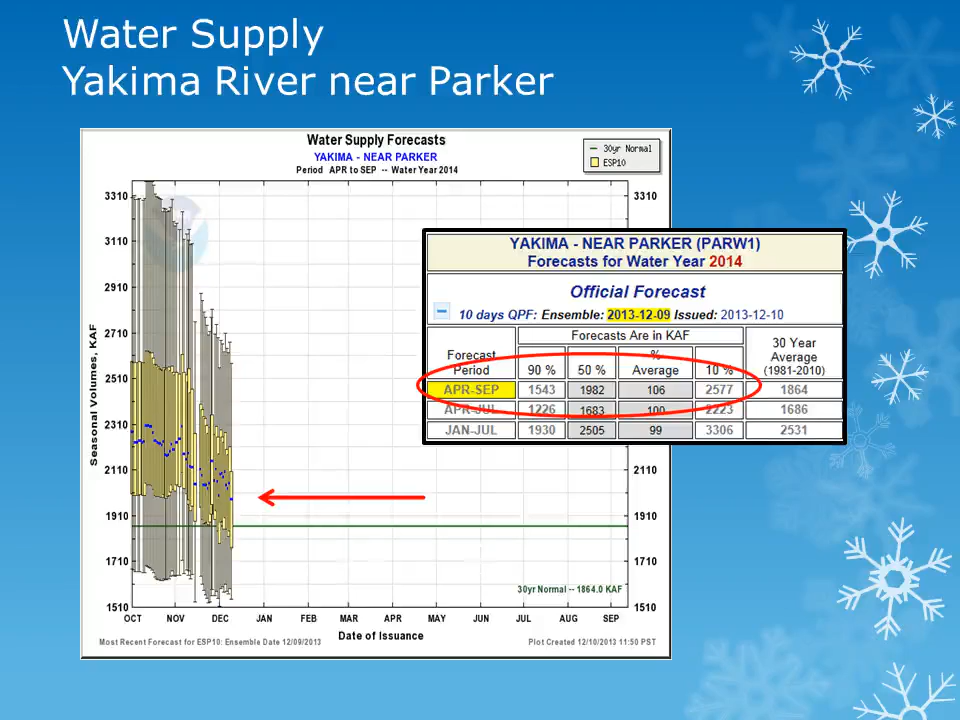 Water Supply
Yakima River near Parker
Water Supply Forecasts
YAKIMA - NEAR PARKER
Period APR to SEP -- Water Year 2014
30yr Normal
ESP10
Seasonal Volumes, KAF
3310
3110
2910
2710
2510
2310
2110
1910
1710
1510
3310
2110
1910
1710
1510
30yr Normal -- 1864.0 KAF
OCT NOV DEC JAN FEB MAR APR MAY JUN JUL AUG SEP
Date of Issuance
Most Recent Forecast for ESP10: Ensemble Date 12/09/2013
Plot Created 12/10/2013 11:50 PST
YAKIMA - NEAR PARKER (PARW1)
Forecasts for Water Year 2014
Official Forecast
10 days QPF: Ensemble: 2013-12-09 Issued: 2013-12-10
Forecast Period
Forecasts Are in KAF
90 % 50 % % Average 10 %
30 Year Average (1981-2010)
APR-SEP 1543 1982 106 2577 1864
APR-JUL 1226 1683 100 2223 1686
JAN-JUL 1930 2505 99 3306 2531